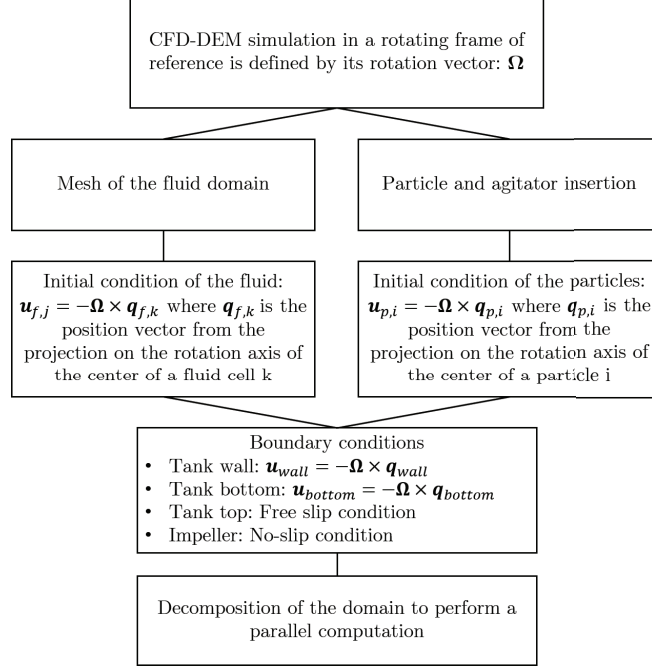 CFD-DEM simulation in a rotating frame of
reference is defined by its rotation vector: Ω
Mesh of the fluid domain
Particle and agitator insertion
Initial condition of the fluid:
u_{f,j} = −Ω × q_{f,k} where q_{f,k} is the
position vector from the
projection on the rotation axis of
the center of a fluid cell k
Initial condition of the particles:
u_{p,i} = −Ω × q_{p,i} where q_{p,i} is the
position vector from the
projection on the rotation axis of
the center of a particle i
Boundary conditions
• Tank wall: u_{wall} = −Ω × q_{wall}
• Tank bottom: u_{bottom} = −Ω × q_{bottom}
• Tank top: Free slip condition
• Impeller: No-slip condition
Decomposition of the domain to perform a
parallel computation